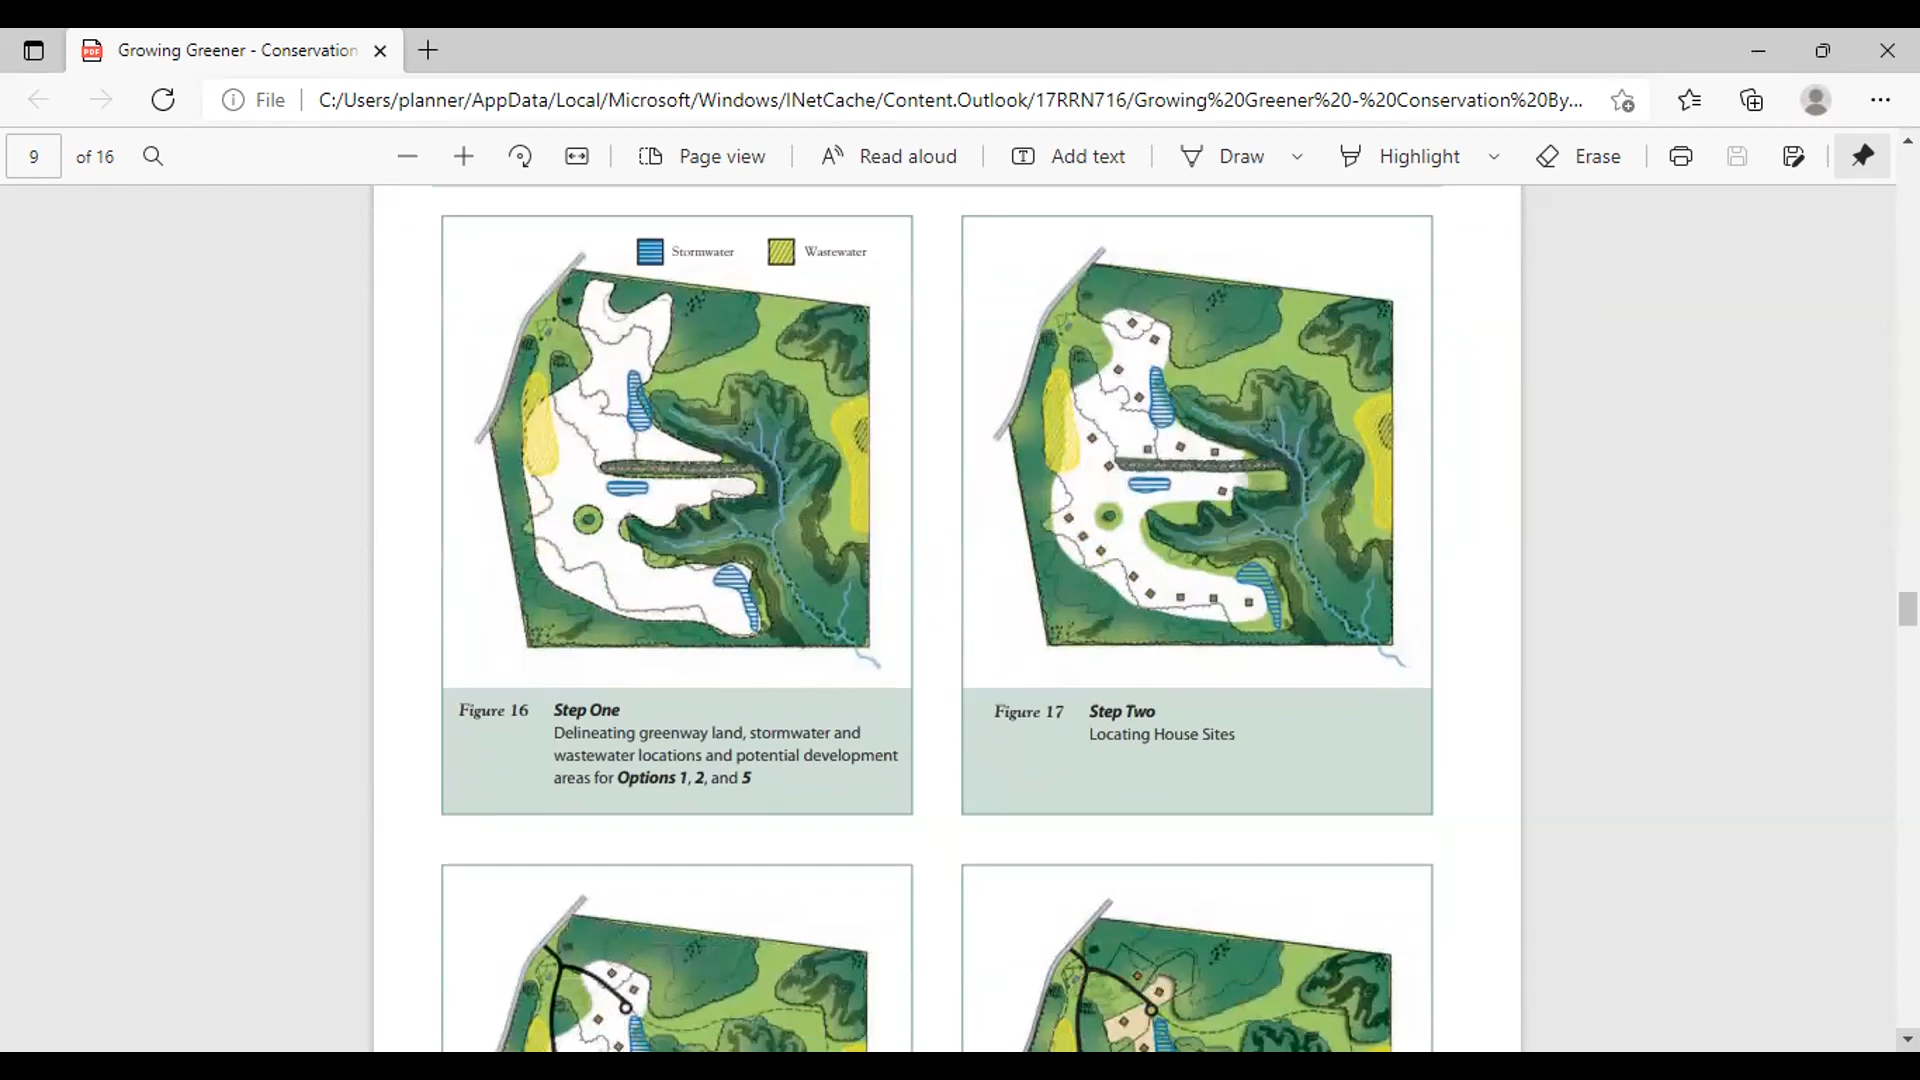 Growing Greener - Conservation
File
C:/Users/planner/AppData/Local/Microsoft/Windows/INetCache/Content.Outlook/17RRN716/Growing%20Greener%20-%20Conservation%20By...
9 of 16
Page view
Read aloud
Add text
Draw
Highlight
Erase
Stormwater
Wastewater
Figure 16 Step One
Delineating greenway land, stormwater and
wastewater locations and potential development
areas for Options 1, 2, and 5
Figure 17 Step Two
Locating House Sites